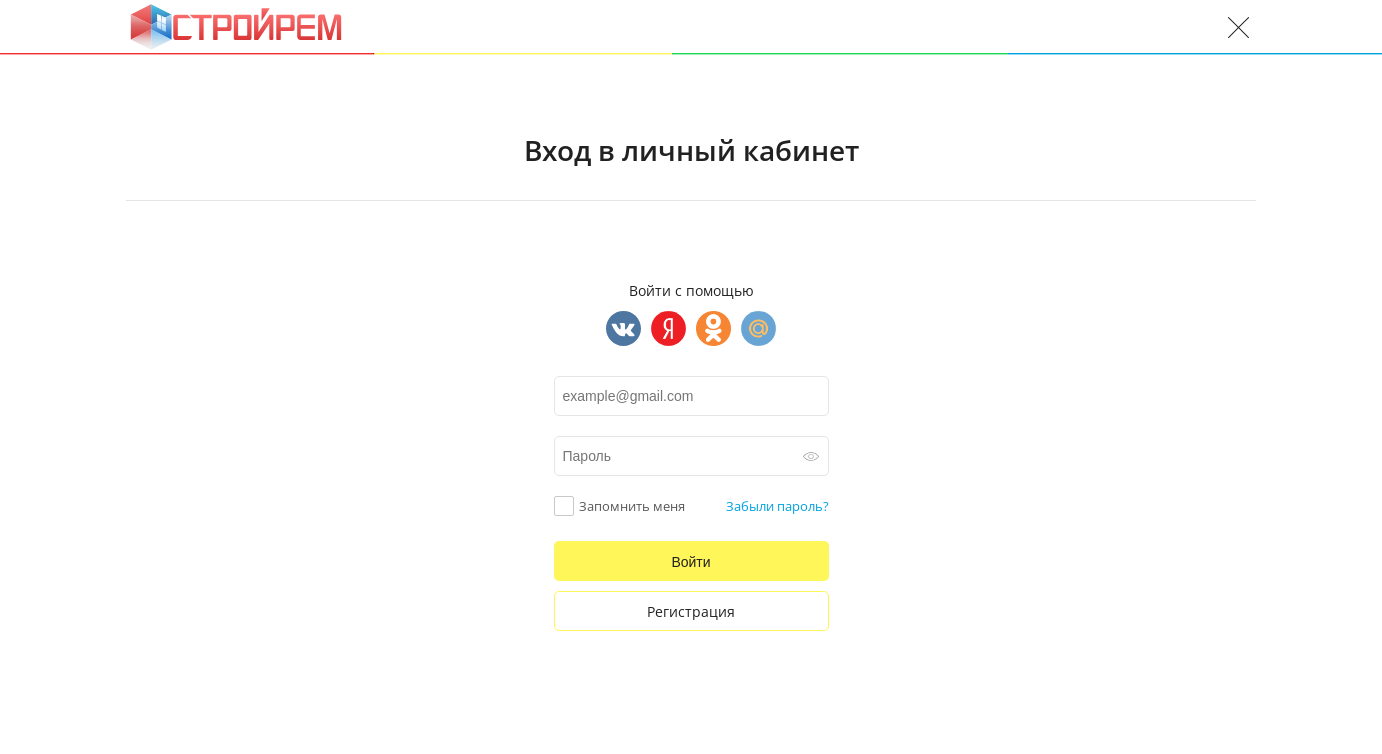 СТРОЙРЕМ
Вход в личный кабинет
Войти с помощью
example@gmail.com
Пароль
Запомнить меня Забыли пароль?
Войти
Регистрация